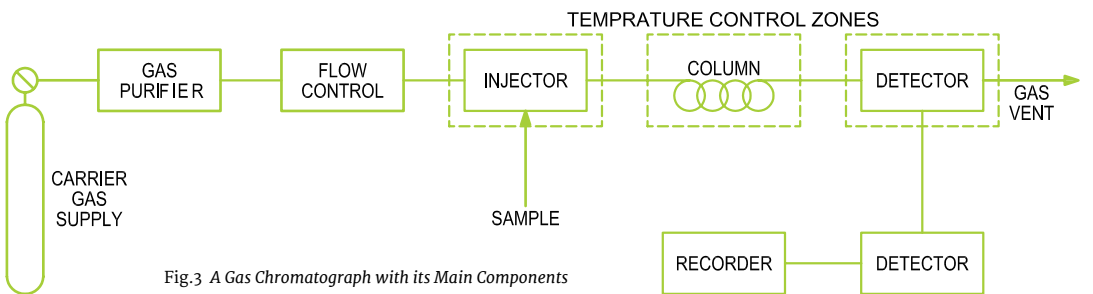 TEMPRATURE CONTROL ZONES
GAS
PURIFIER
FLOW
CONTROL
INJECTOR
COLUMN
DETECTOR
GAS
VENT
CARRIER
GAS
SUPPLY
SAMPLE
RECORDER
DETECTOR
Fig.3 A Gas Chromatograph with its Main Components